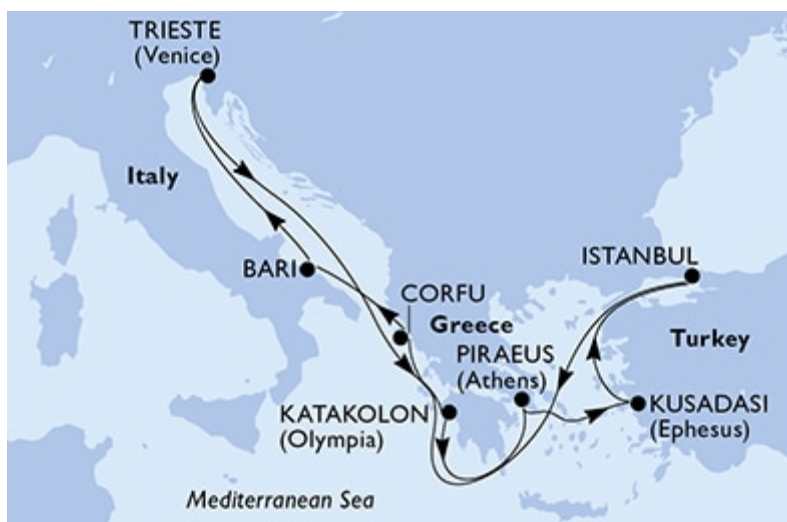 TRIESTE
(Venice)
Italy
BARI
ISTANBUL
CORFU
Greece
Turkey
PIRAEUS
(Athens)
KATAKOLON
(Olympia)
KUSADASI
(Ephesus)
Mediterranean Sea